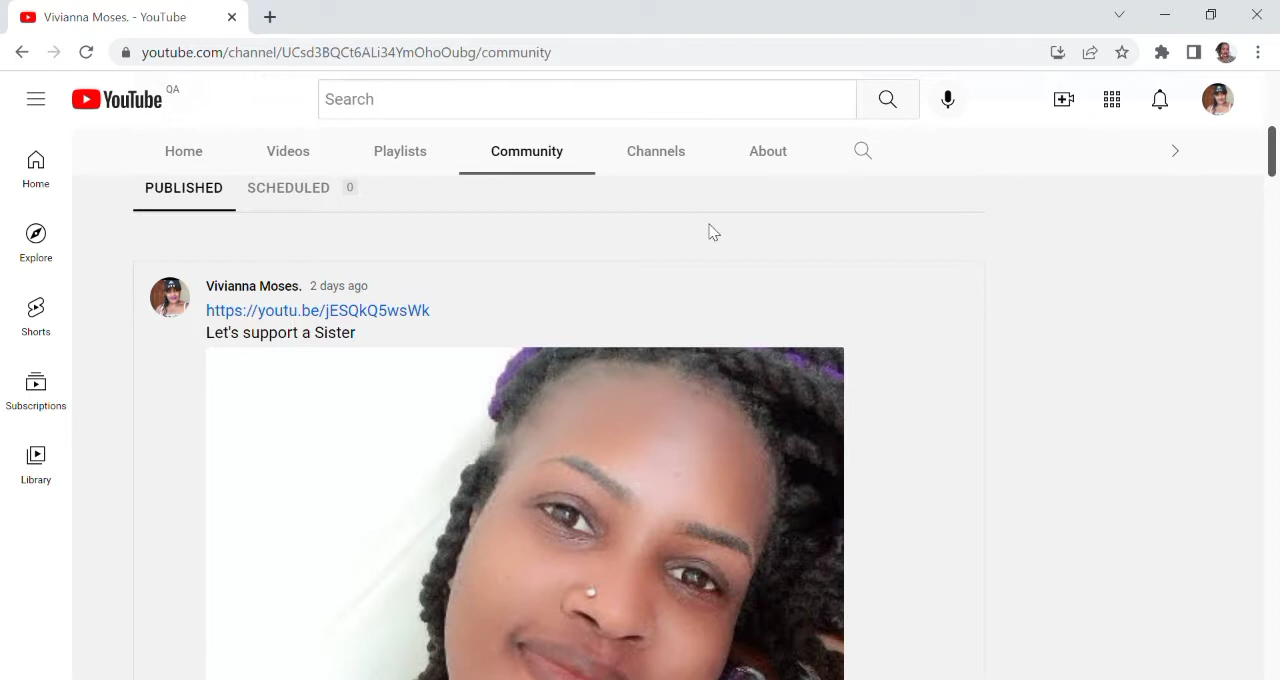 Vivianna Moses. - YouTube
youtube.com/channel/UCsd3BQCt6ALi34YmOhoOubg/community
YouTube QA
Search
Home Videos Playlists Community Channels About
PUBLISHED SCHEDULED 0
Home
Explore
Shorts
Subscriptions
Library
Vivianna Moses. 2 days ago
https://youtu.be/jESQkQ5wsWk
Let's support a Sister